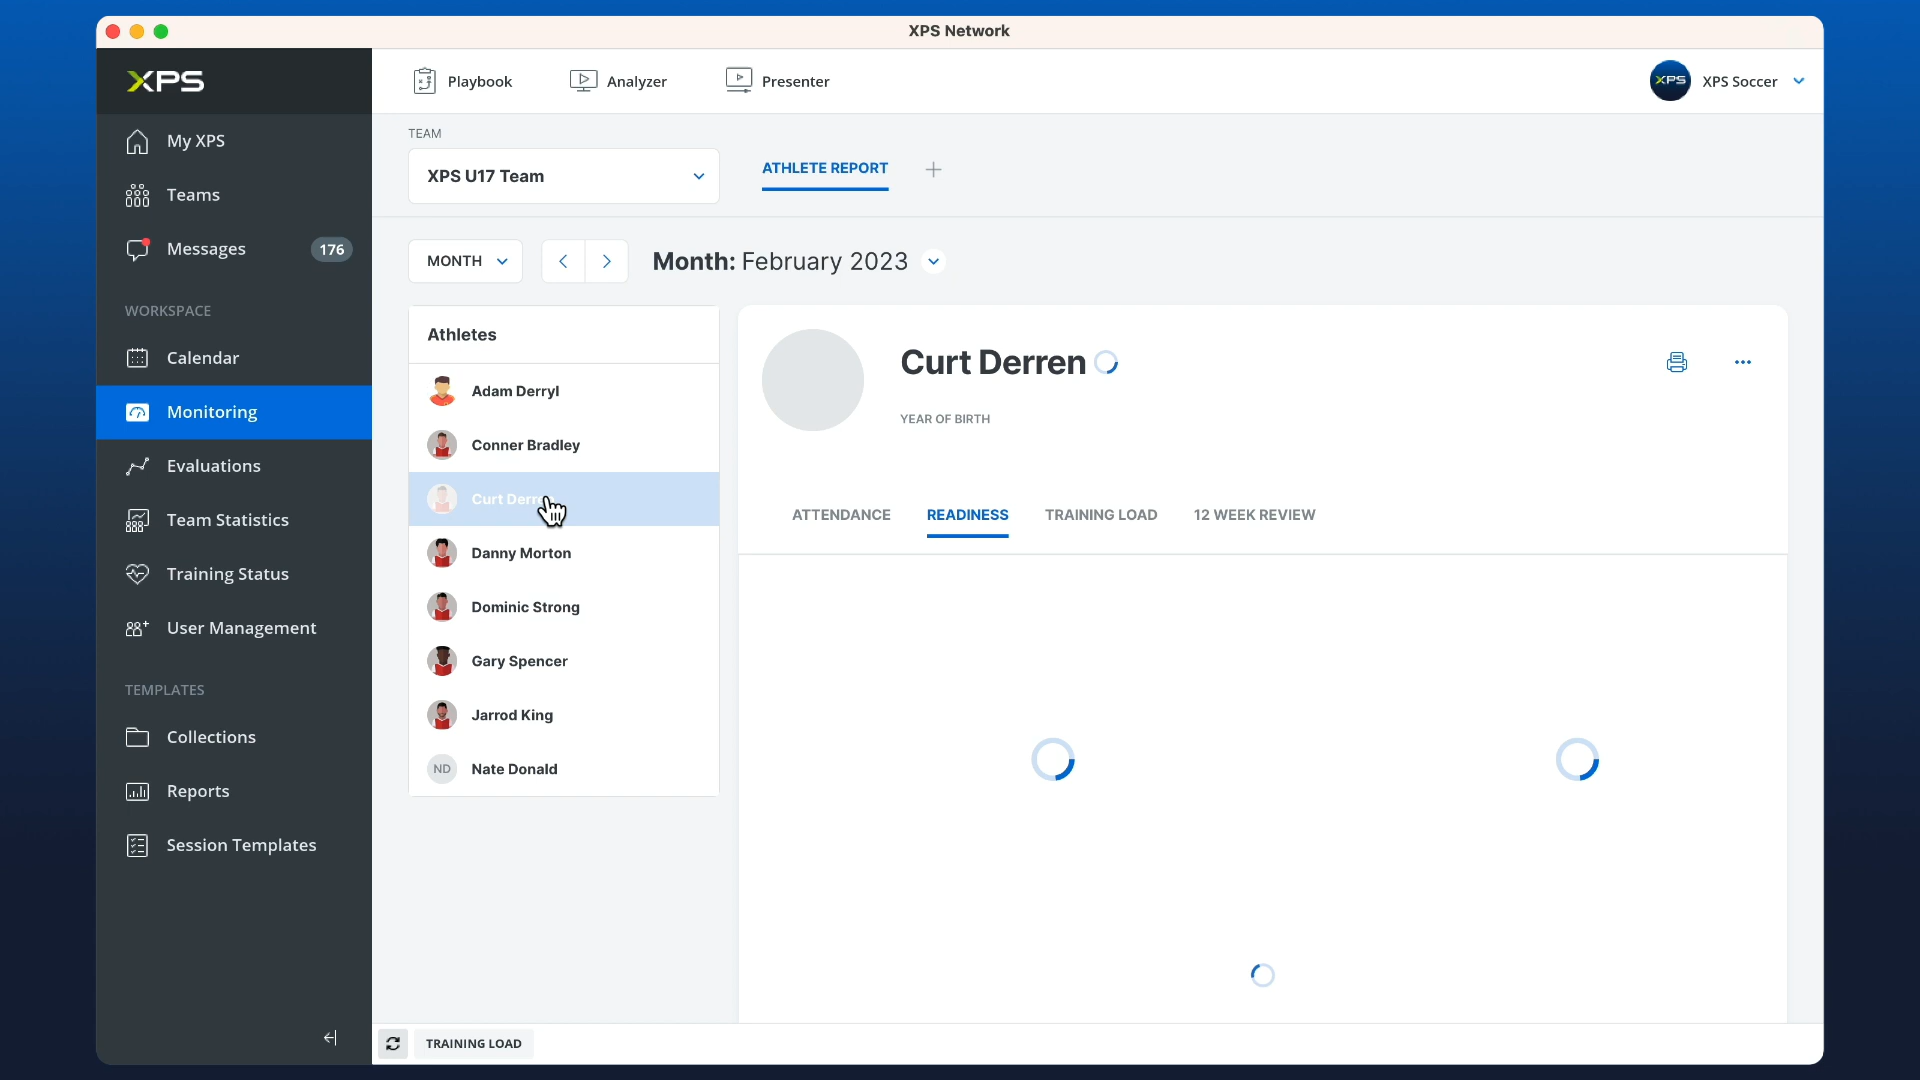 XPS Network
XPS
Playbook
Analyzer
Presenter
XPS
XPS Soccer
My XPS
Teams
Messages
176
WORKSPACE
Calendar
Monitoring
Evaluations
Team Statistics
Training Status
User Management
TEMPLATES
Collections
Reports
Session Templates
TEAM
XPS U17 Team
ATHLETE REPORT
MONTH
Month: February 2023
Athletes
Adam Derryl
Conner Bradley
Curt
Danny Morton
Dominic Strong
Gary Spencer
Jarrod King
ND
Nate Donald
Curt Derren
YEAR OF BIRTH
ATTENDANCE
READINESS
TRAINING LOAD
12 WEEK REVIEW
TRAINING LOAD